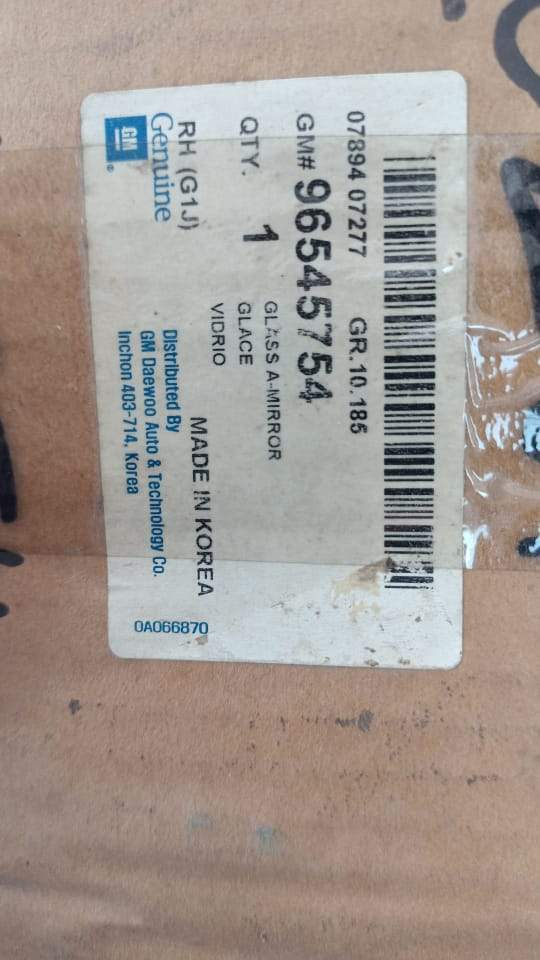 07894 07277 GR.10.185
GM# 96545754
QTY. 1 GLASS A-MIRROR
GLACE
VIDRIO
RH (G1J)
MADE IN KOREA
GM
Genuine
Distributed By
GM Daewoo Auto & Technology Co.
Inchon 403-714, Korea
0A066870